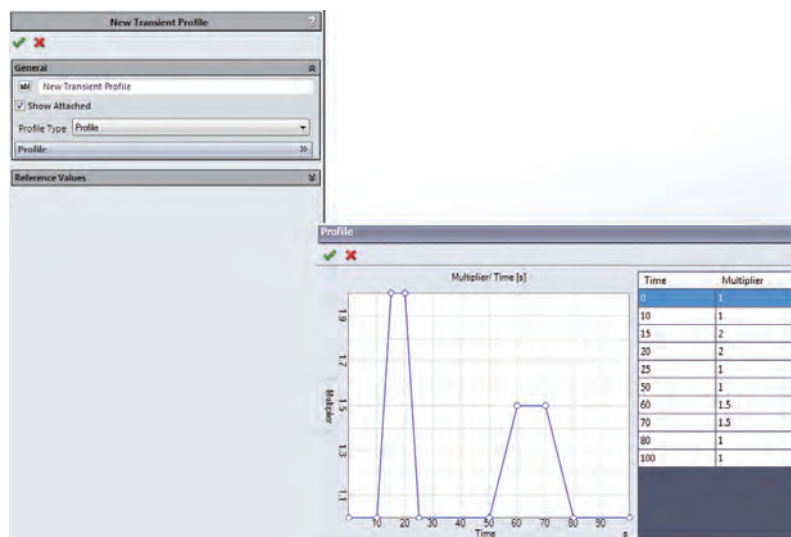 New Transient Profile ?
General
abl New Transient Profile
Show Attached
Profile Type Profile
Profile
Reference Values
Profile
Multiplier/ Time [s]
Multiplier
1.9
1.7
1.5
1.3
1.1
10 20 30 40 50 60 70 80 90
Time s
Time Multiplier
0 1
10 1
15 2
20 2
25 1
50 1
60 1.5
70 1.5
80 1
100 1